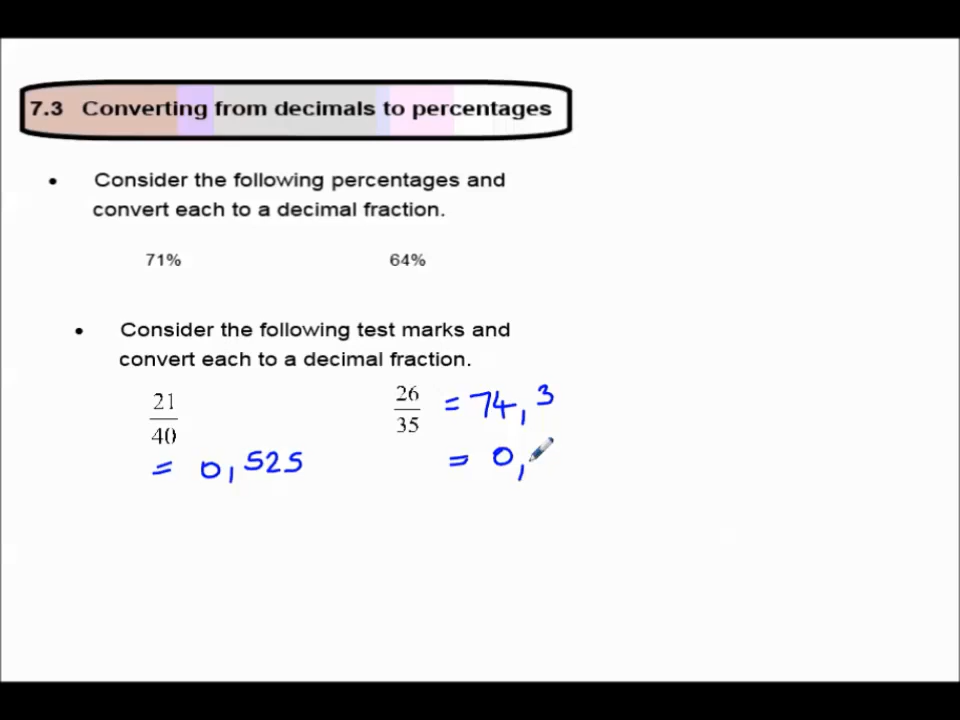 7.3 Converting from decimals to percentages
• Consider the following percentages and
convert each to a decimal fraction.
71% 64%
• Consider the following test marks and
convert each to a decimal fraction.
21/40 26/35 = 74,3
= 0,525 = 0,